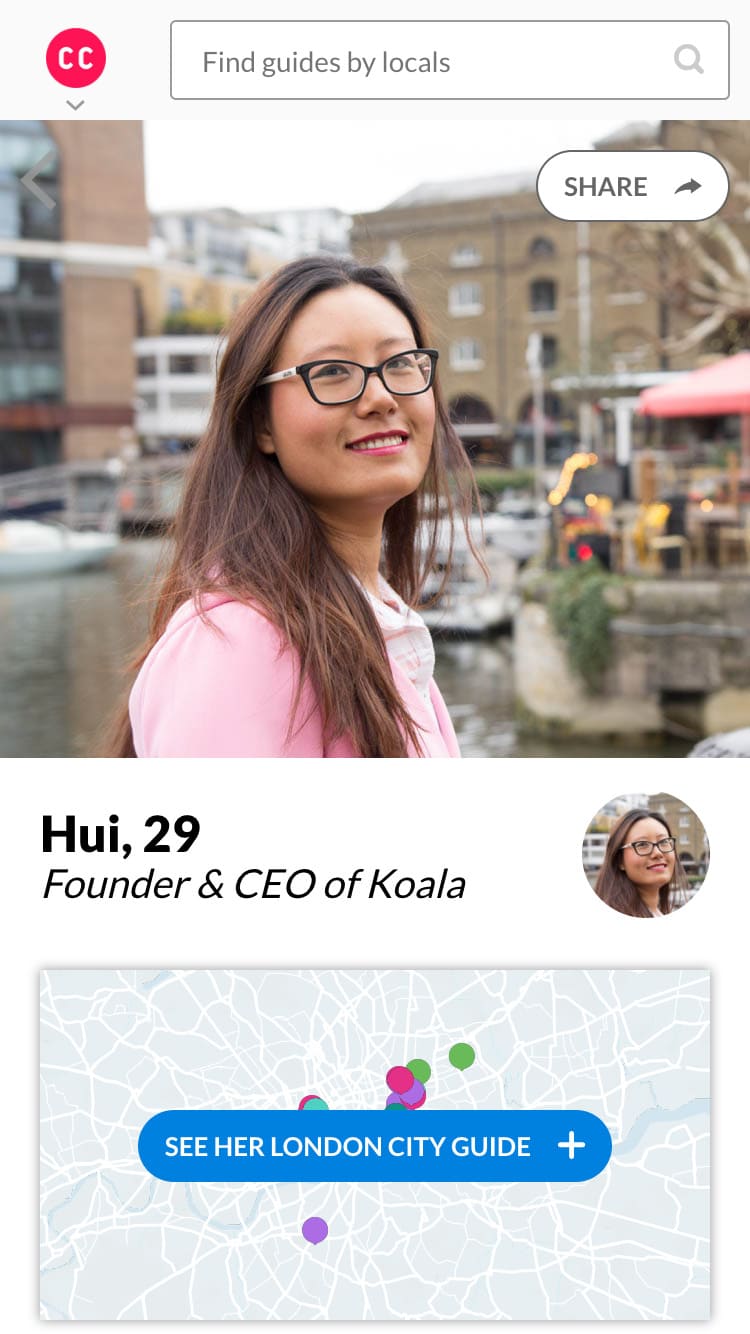 CC
Find guides by locals
SHARE
Hui, 29
Founder & CEO of Koala
SEE HER LONDON CITY GUIDE